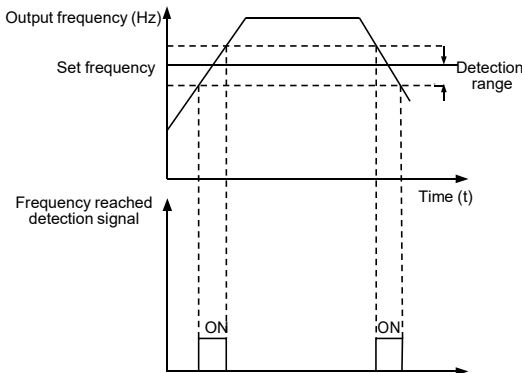 Output frequency (Hz)
Set frequency
Detection
range
Time (t)
Frequency reached
detection signal
ON
ON